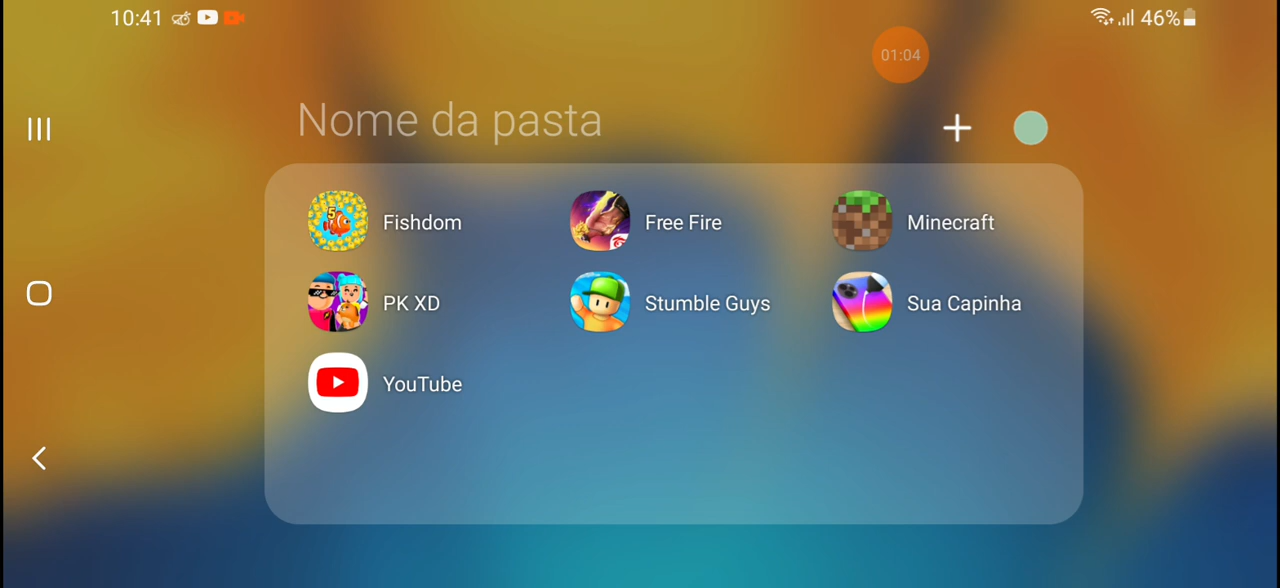 10:41 46%
01:04
Nome da pasta
Fishdom Free Fire Minecraft
5
PK XD Stumble Guys Sua Capinha
YouTube